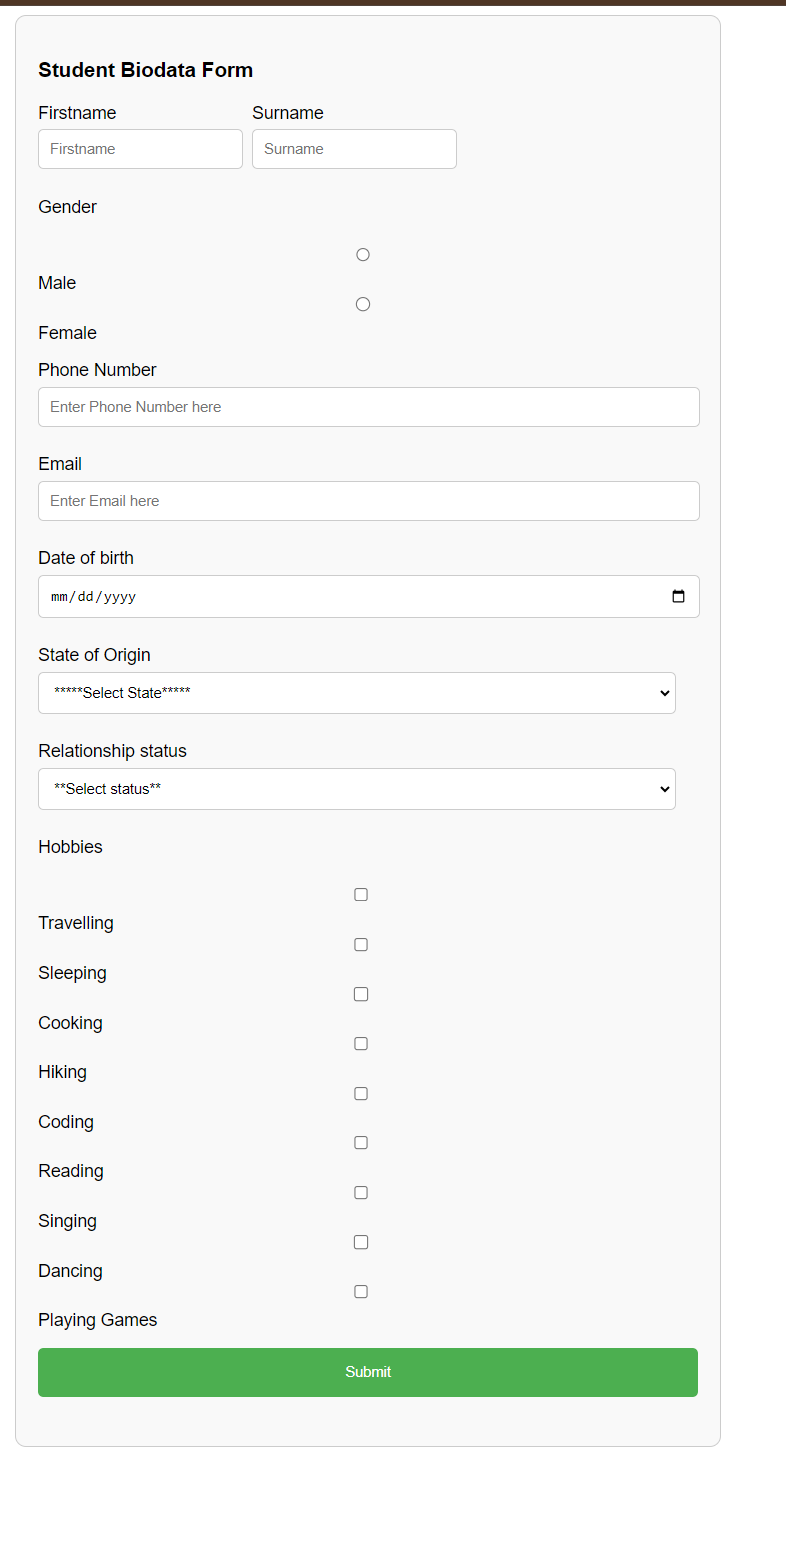 Student Biodata Form
Firstname Surname
Firstname Surname
Gender
Male
Female
Phone Number
Enter Phone Number here
Email
Enter Email here
Date of birth
mm/dd/yyyy
State of Origin
*****Select State*****
Relationship status
**Select status**
Hobbies
Travelling
Sleeping
Cooking
Hiking
Coding
Reading
Singing
Dancing
Playing Games
Submit